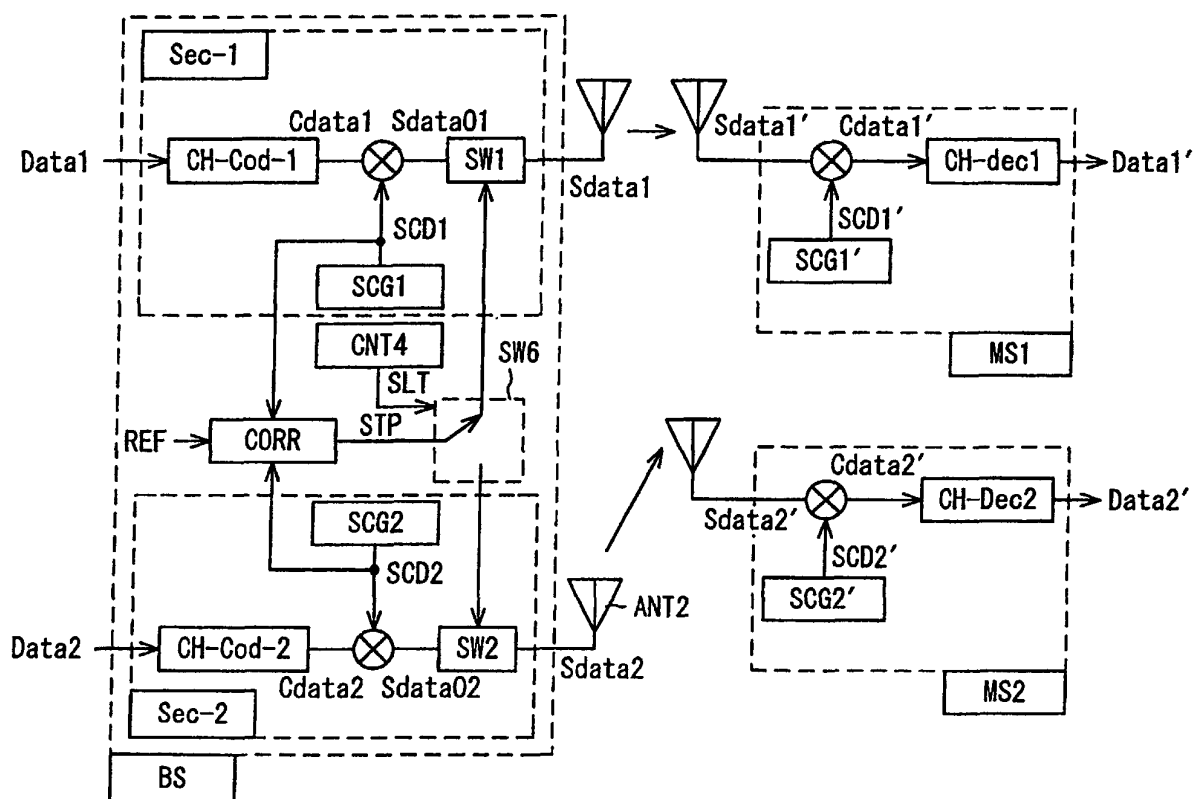 Sec-1
Cdata1
Sdata01
Data1
CH-Cod-1
SW1
Sdata1
SCD1
SCG1
CNT4
SLT
SW6
REF
CORR
STP
SCG2
SCD2
Data2
CH-Cod-2
SW2
Sdata2
Cdata2
Sdata02
ANT2
Sec-2
BS
Sdata1'
Cdata1'
CH-dec1
Data1'
SCD1'
SCG1'
MS1
Cdata2'
CH-Dec2
Data2'
Sdata2'
SCD2'
SCG2'
MS2